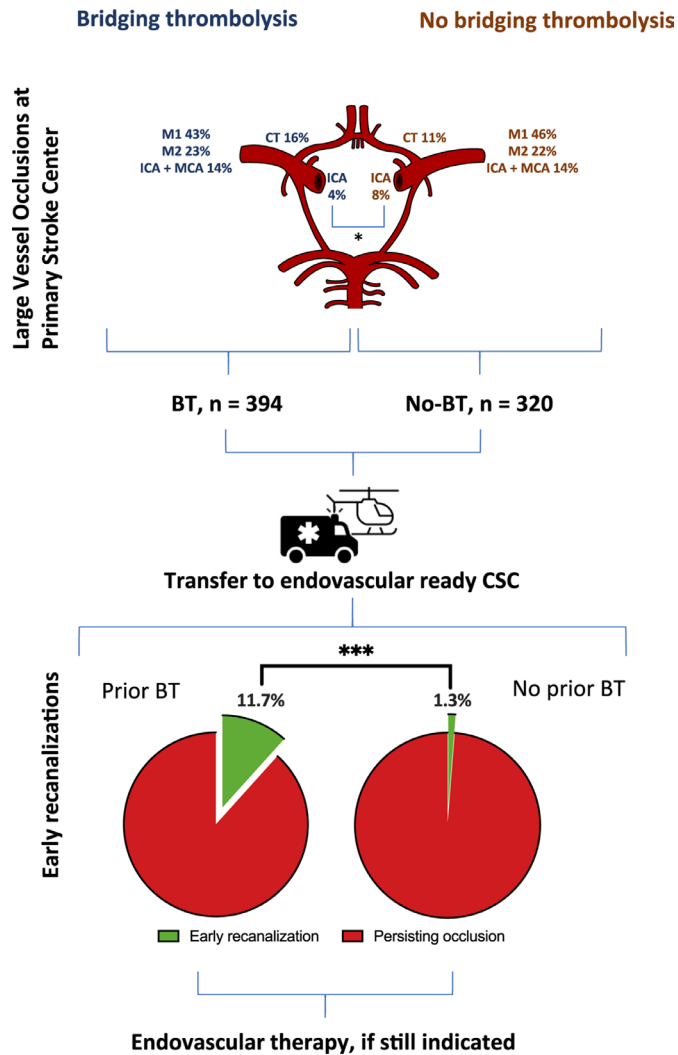 Bridging thrombolysis
No bridging thrombolysis
Large Vessel Occlusions at
Primary Stroke Center
M1 43%
M2 23%
ICA + MCA 14%
CT 16%
CT 11%
M1 46%
M2 22%
ICA + MCA 14%
ICA
4%
ICA
8%
*
BT, n = 394
No-BT, n = 320
Transfer to endovascular ready CSC
Early recanalizations
***
Prior BT
11.7%
1.3%
No prior BT
Early recanalization
Persisting occlusion
Endovascular therapy, if still indicated